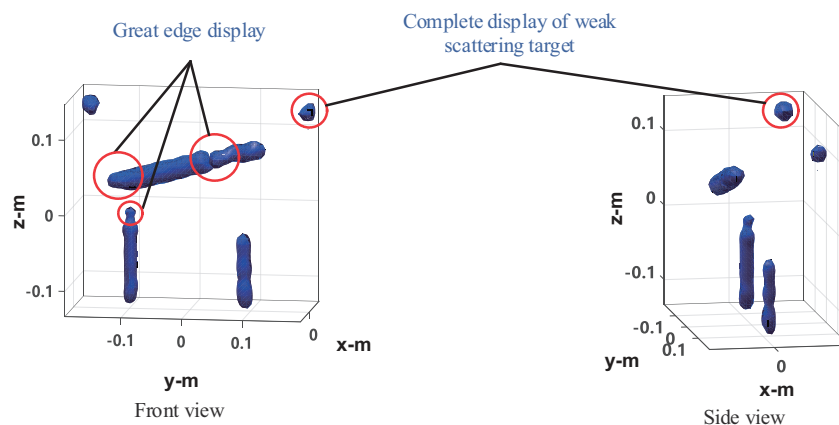 Great edge display
Complete display of weak
scattering target
0.1
0
-0.1
z-m
-0.1
0
0.1
0
x-m
y-m
Front view
0.1
0
-0.1
z-m
-0.1
0
0.1
0
y-m
x-m
Side view